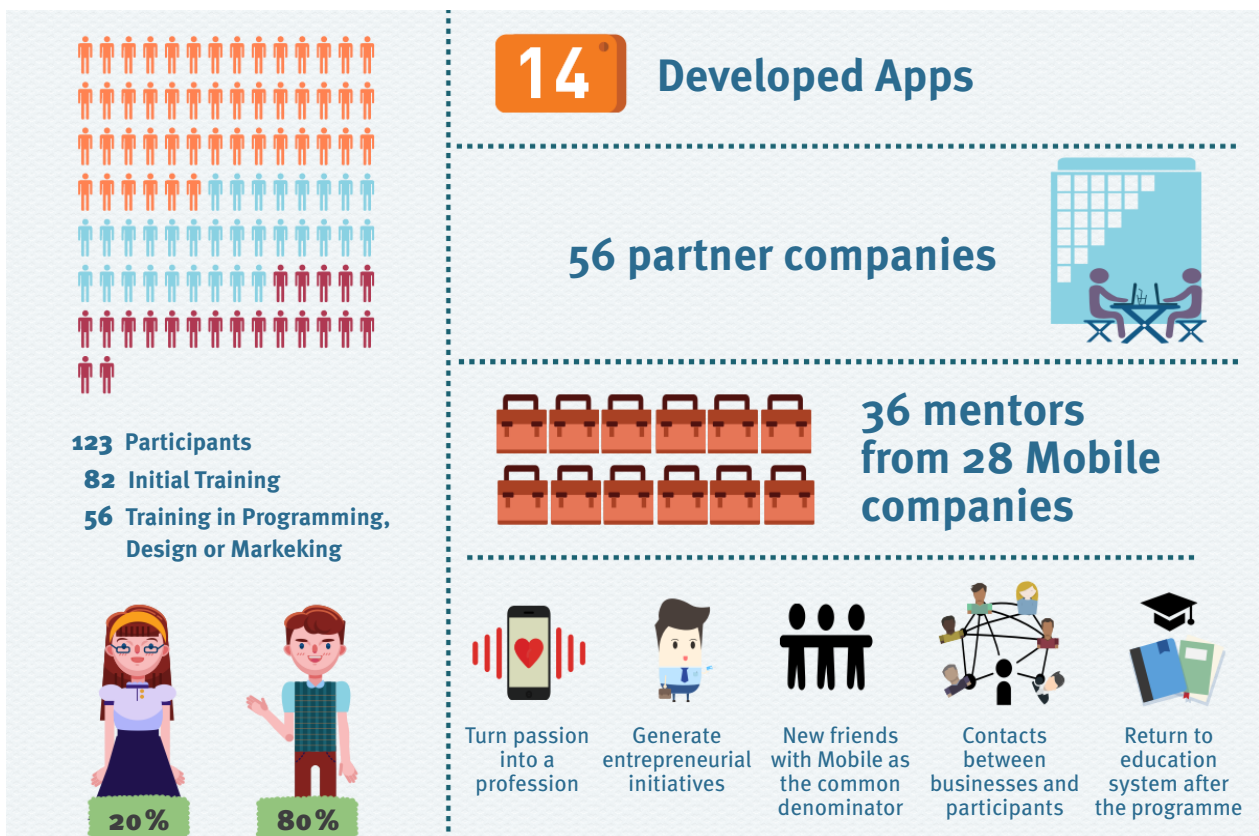 123 Participants
82 Initial Training
56 Training in Programming,
Design or Markeking
20%
80%
14 Developed Apps
56 partner companies
36 mentors
from 28 Mobile
companies
Turn passion
into a
profession
Generate
entrepreneurial
initiatives
New friends
with Mobile as
the common
denominator
Contacts
between
businesses and
participants
Return to
education
system after
the programme